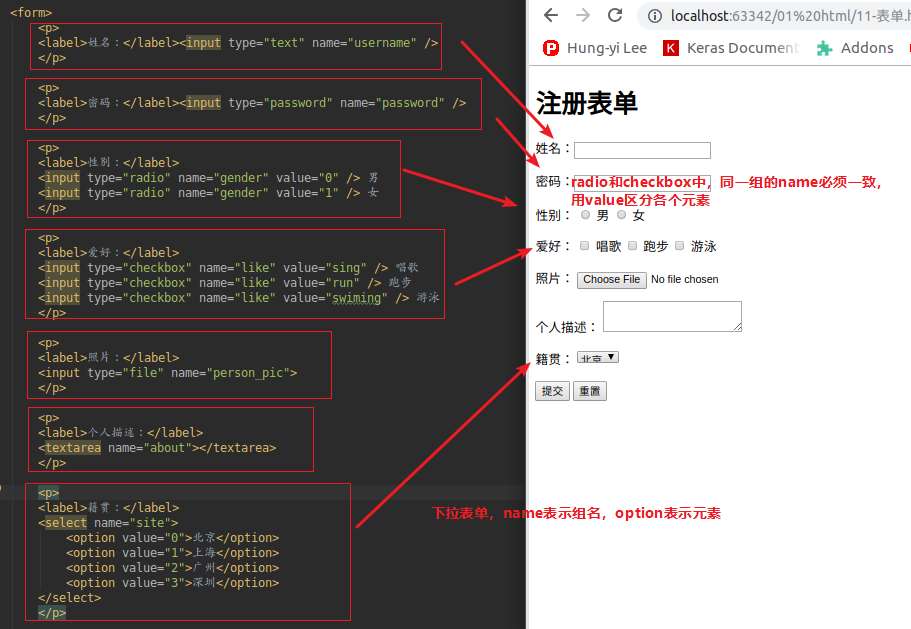 <form>
<p>
<label>姓名：</label><input type="text" name="username" />
</p>
<p>
<label>密码：</label><input type="password" name="password" />
</p>
<p>
<label>性别：</label>
<input type="radio" name="gender" value="0" /> 男
<input type="radio" name="gender" value="1" /> 女
</p>
<p>
<label>爱好：</label>
<input type="checkbox" name="like" value="sing" /> 唱歌
<input type="checkbox" name="like" value="run" /> 跑步
<input type="checkbox" name="like" value="swiming" /> 游泳
</p>
<p>
<label>照片：</label>
<input type="file" name="person_pic">
</p>
<p>
<label>个人描述：</label>
<textarea name="about"></textarea>
</p>
<p>
<label>籍贯：</label>
<select name="site">
<option value="0">北京</option>
<option value="1">上海</option>
<option value="2">广州</option>
<option value="3">深圳</option>
</select>
</p>
localhost:63342/01%20html/11-表单.h
Hung-yi Lee Keras Document Addons
注册表单
姓名：
密码：
radio和checkbox中，同一组的name必须一致，
用value区分各个元素
性别： 男 女
爱好： 唱歌 跑步 游泳
照片： Choose File No file chosen
个人描述：
籍贯： 北京
提交 重置
下拉表单，name表示组名，option表示元素